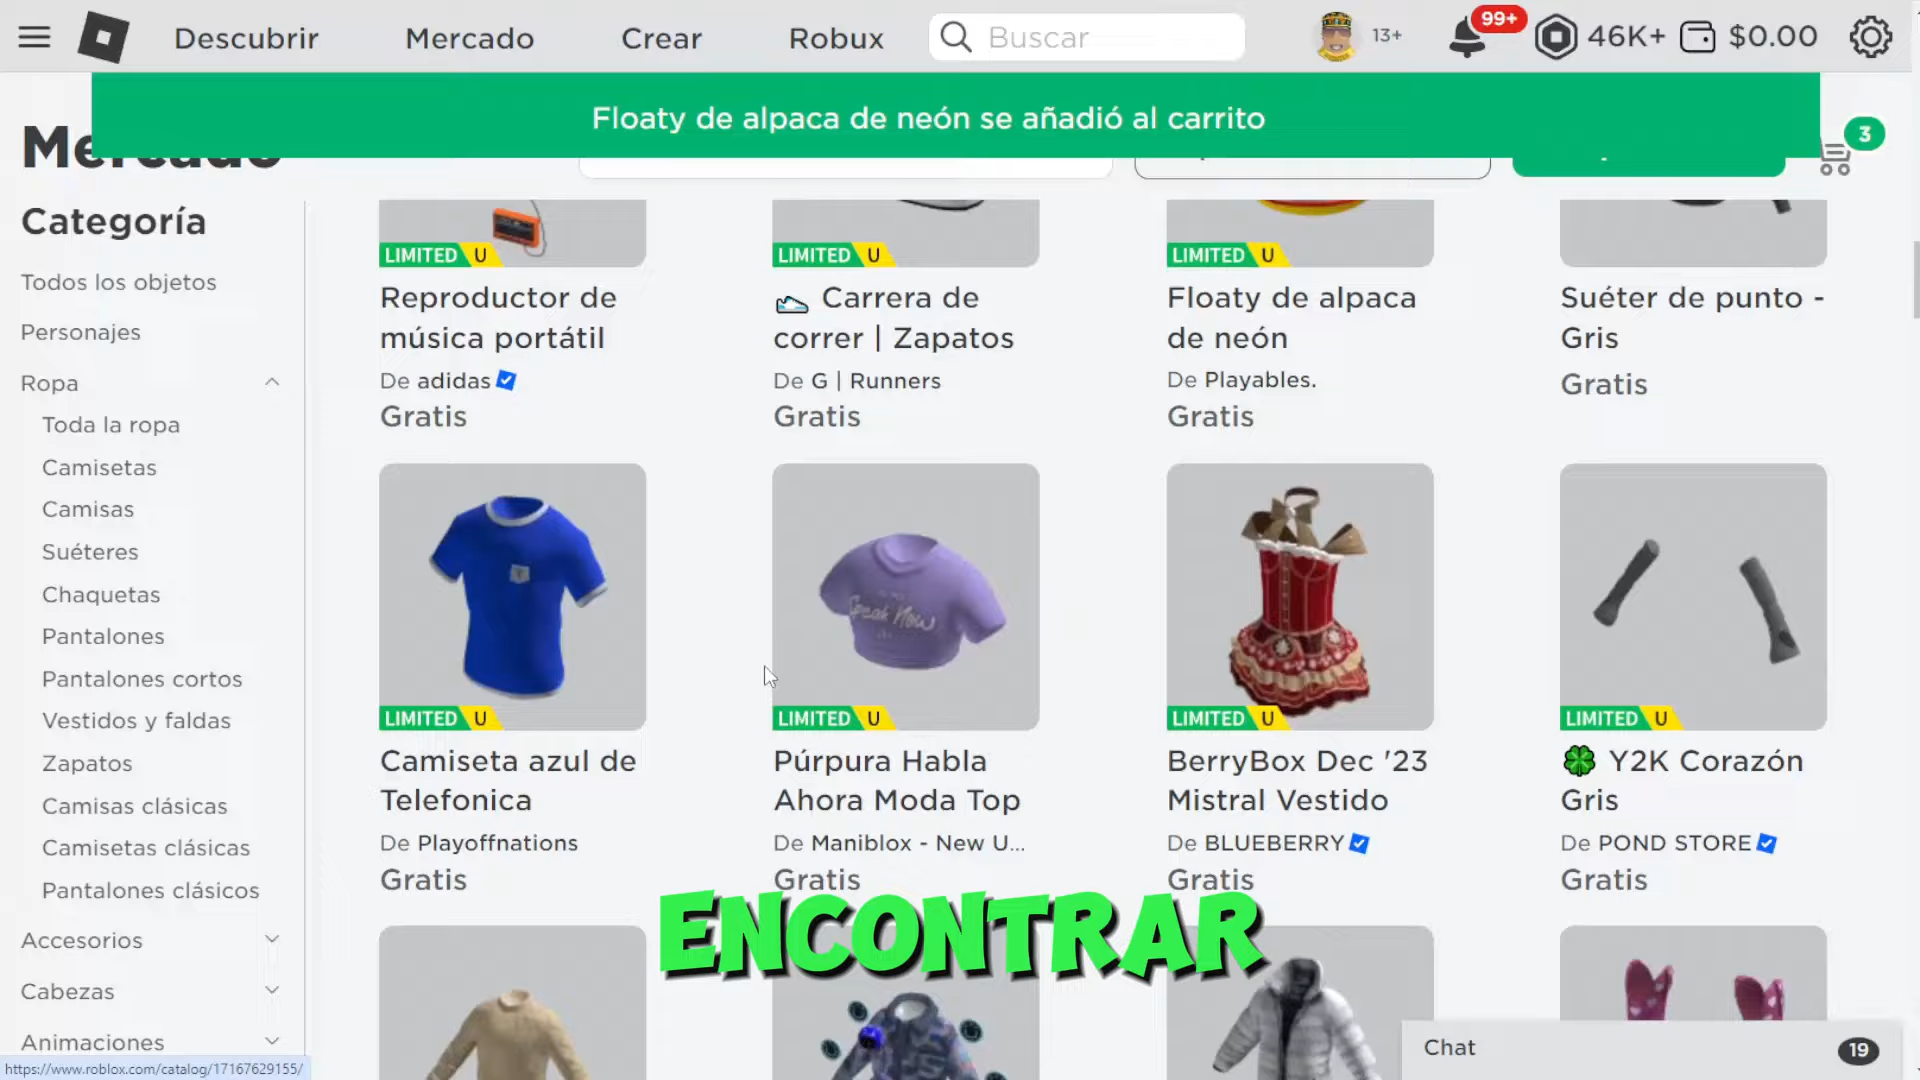 Descubrir
Mercado
Crear
Robux
Buscar
13+
99+
46K+
$0.00
Floaty de alpaca de neón se añadió al carrito
Mercado
3
Categoría
Todos los objetos
Personajes
Ropa
Toda la ropa
Camisetas
Camisas
Suéteres
Chaquetas
Pantalones
Pantalones cortos
Vestidos y faldas
Zapatos
Camisas clásicas
Camisetas clásicas
Pantalones clásicos
Accesorios
Cabezas
Animaciones
LIMITED U
Reproductor de
música portátil
De adidas
Gratis
LIMITED U
Carrera de
correr | Zapatos
De G | Runners
Gratis
LIMITED U
Floaty de alpaca
de neón
De Playables.
Gratis
Suéter de punto -
Gris
Gratis
LIMITED U
Camiseta azul de
Telefonica
De Playoffnations
Gratis
Speak Now
LIMITED U
Púrpura Habla
Ahora Moda Top
De Maniblox - New U...
Gratis
LIMITED U
BerryBox Dec '23
Mistral Vestido
De BLUEBERRY
Gratis
LIMITED U
Y2K Corazón
Gris
De POND STORE
Gratis
ENCONTRAR
Chat
19
https://www.roblox.com/catalog/17167629155/